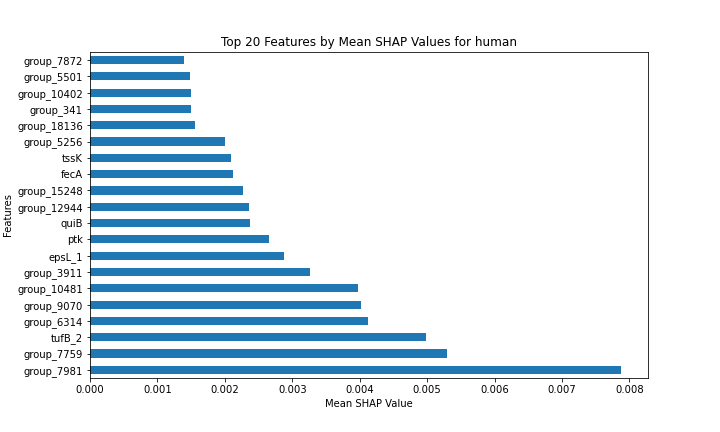 Top 20 Features by Mean SHAP Values for human
Features
group_7872
group_5501
group_10402
group_341
group_18136
group_5256
tssK
fecA
group_15248
group_12944
quiB
ptk
epsL_1
group_3911
group_10481
group_9070
group_6314
tufB_2
group_7759
group_7981
0.000 0.001 0.002 0.003 0.004 0.005 0.006 0.007 0.008
Mean SHAP Value